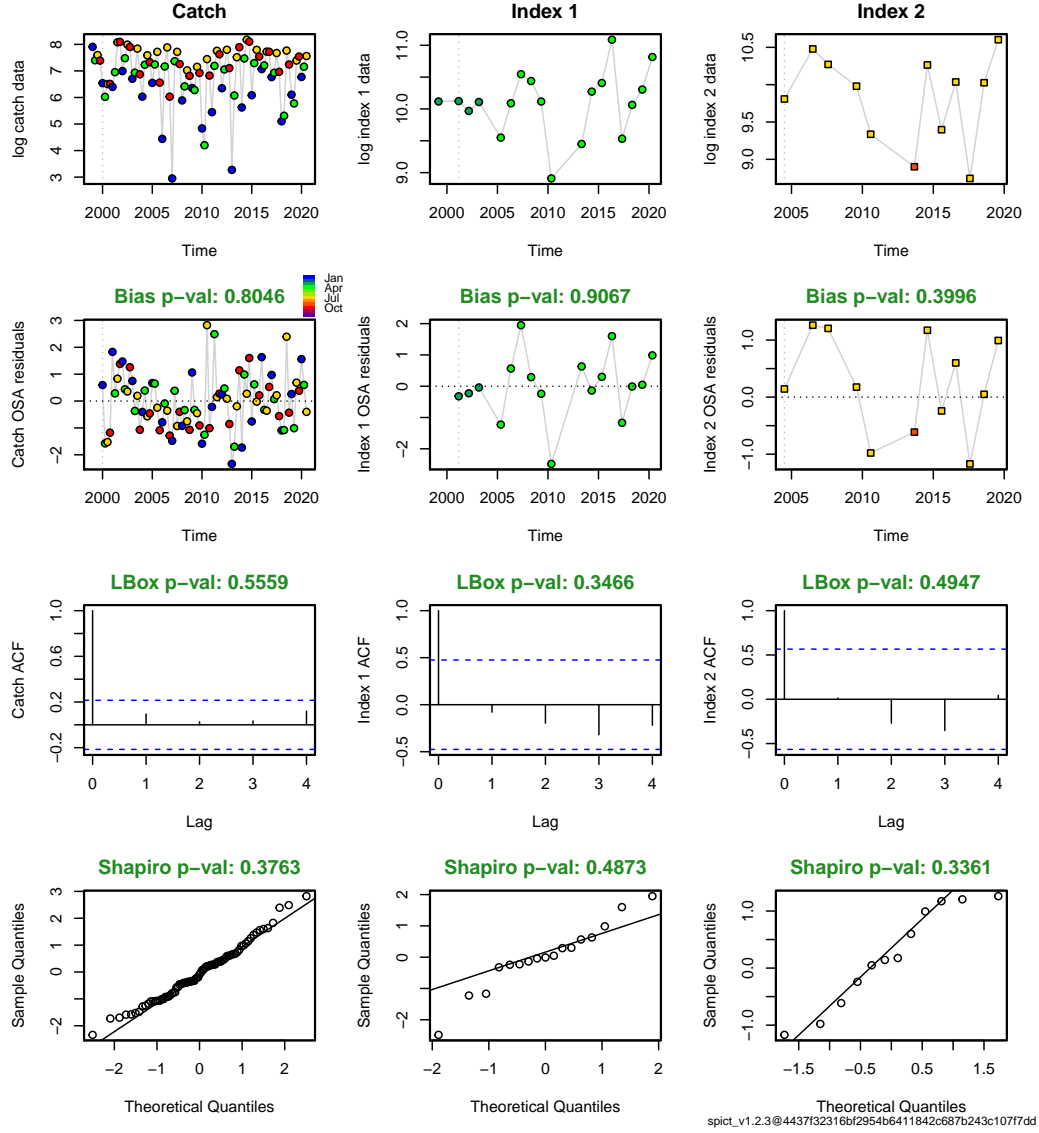 Catch Index 1 Index 2
log catch data
3 4 5 6 7 8
2000 2005 2010 2015 2020
Time
log index 1 data
9.0 10.0 11.0
2000 2005 2010 2015 2020
Time
log index 2 data
9.0 9.5 10.5
2005 2010 2015 2020
Time
Bias p−val: 0.8046
Jan
Apr
Jul
Oct
Catch OSA residuals
−2 0 1 2 3
2000 2005 2010 2015 2020
Time
Bias p−val: 0.9067
Index 1 OSA residuals
−2 0 1 2
2000 2005 2010 2015 2020
Time
Bias p−val: 0.3996
Index 2 OSA residuals
−1.0 0.0 1.0
2005 2010 2015 2020
Time
LBox p−val: 0.5559
Catch ACF
−0.2 0.2 0.6 1.0
0 1 2 3 4
Lag
LBox p−val: 0.3466
Index 1 ACF
−0.5 0.0 0.5 1.0
0 1 2 3 4
Lag
LBox p−val: 0.4947
Index 2 ACF
−0.5 0.0 0.5 1.0
0 1 2 3 4
Lag
Shapiro p−val: 0.3763
Sample Quantiles
−2 0 1 2 3
−2 −1 0 1 2
Theoretical Quantiles
Shapiro p−val: 0.4873
Sample Quantiles
−2 0 1 2
−2 −1 0 1 2
Theoretical Quantiles
Shapiro p−val: 0.3361
Sample Quantiles
−1.0 0.0 1.0
−1.5 −0.5 0.5 1.5
Theoretical Quantiles
spict_v1.2.3@4437f32316bf2954b6411842c687b243c107f7dd